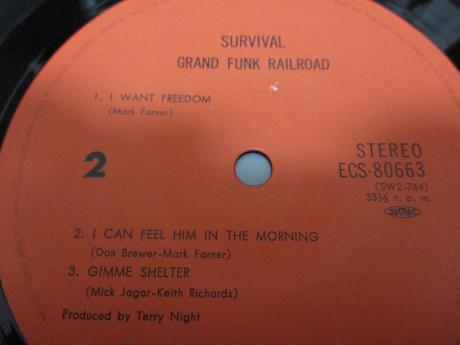 SURVIVAL
GRAND FUNK RAILROAD
1. I WANT FREEDOM
(Mark Farner)
2
STEREO
ECS-80663
(SW2-764)
33⅓ r. p. m.
2. I CAN FEEL HIM IN THE MORNING
(Don Brewer-Mark Farner)
3. GIMME SHELTER
(Mick Jagar-Keith Richards)
Produced by Terry Night